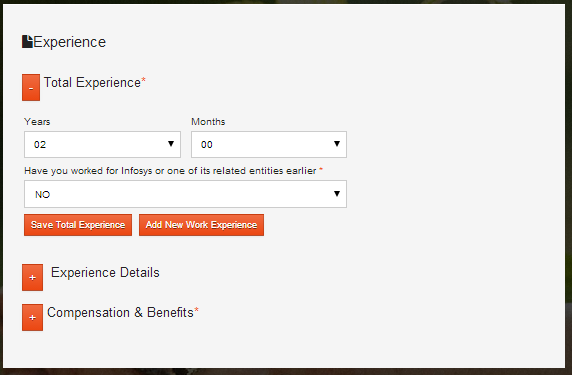 Experience
- Total Experience*
Years Months
02 00
Have you worked for Infosys or one of its related entities earlier *
NO
Save Total Experience Add New Work Experience
+ Experience Details
+ Compensation & Benefits*